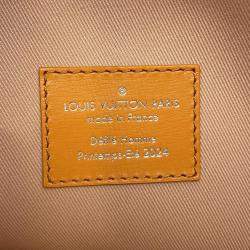 LOUIS VUITTON PARIS
made in France
Défilé Homme
Printemps-Été 2024